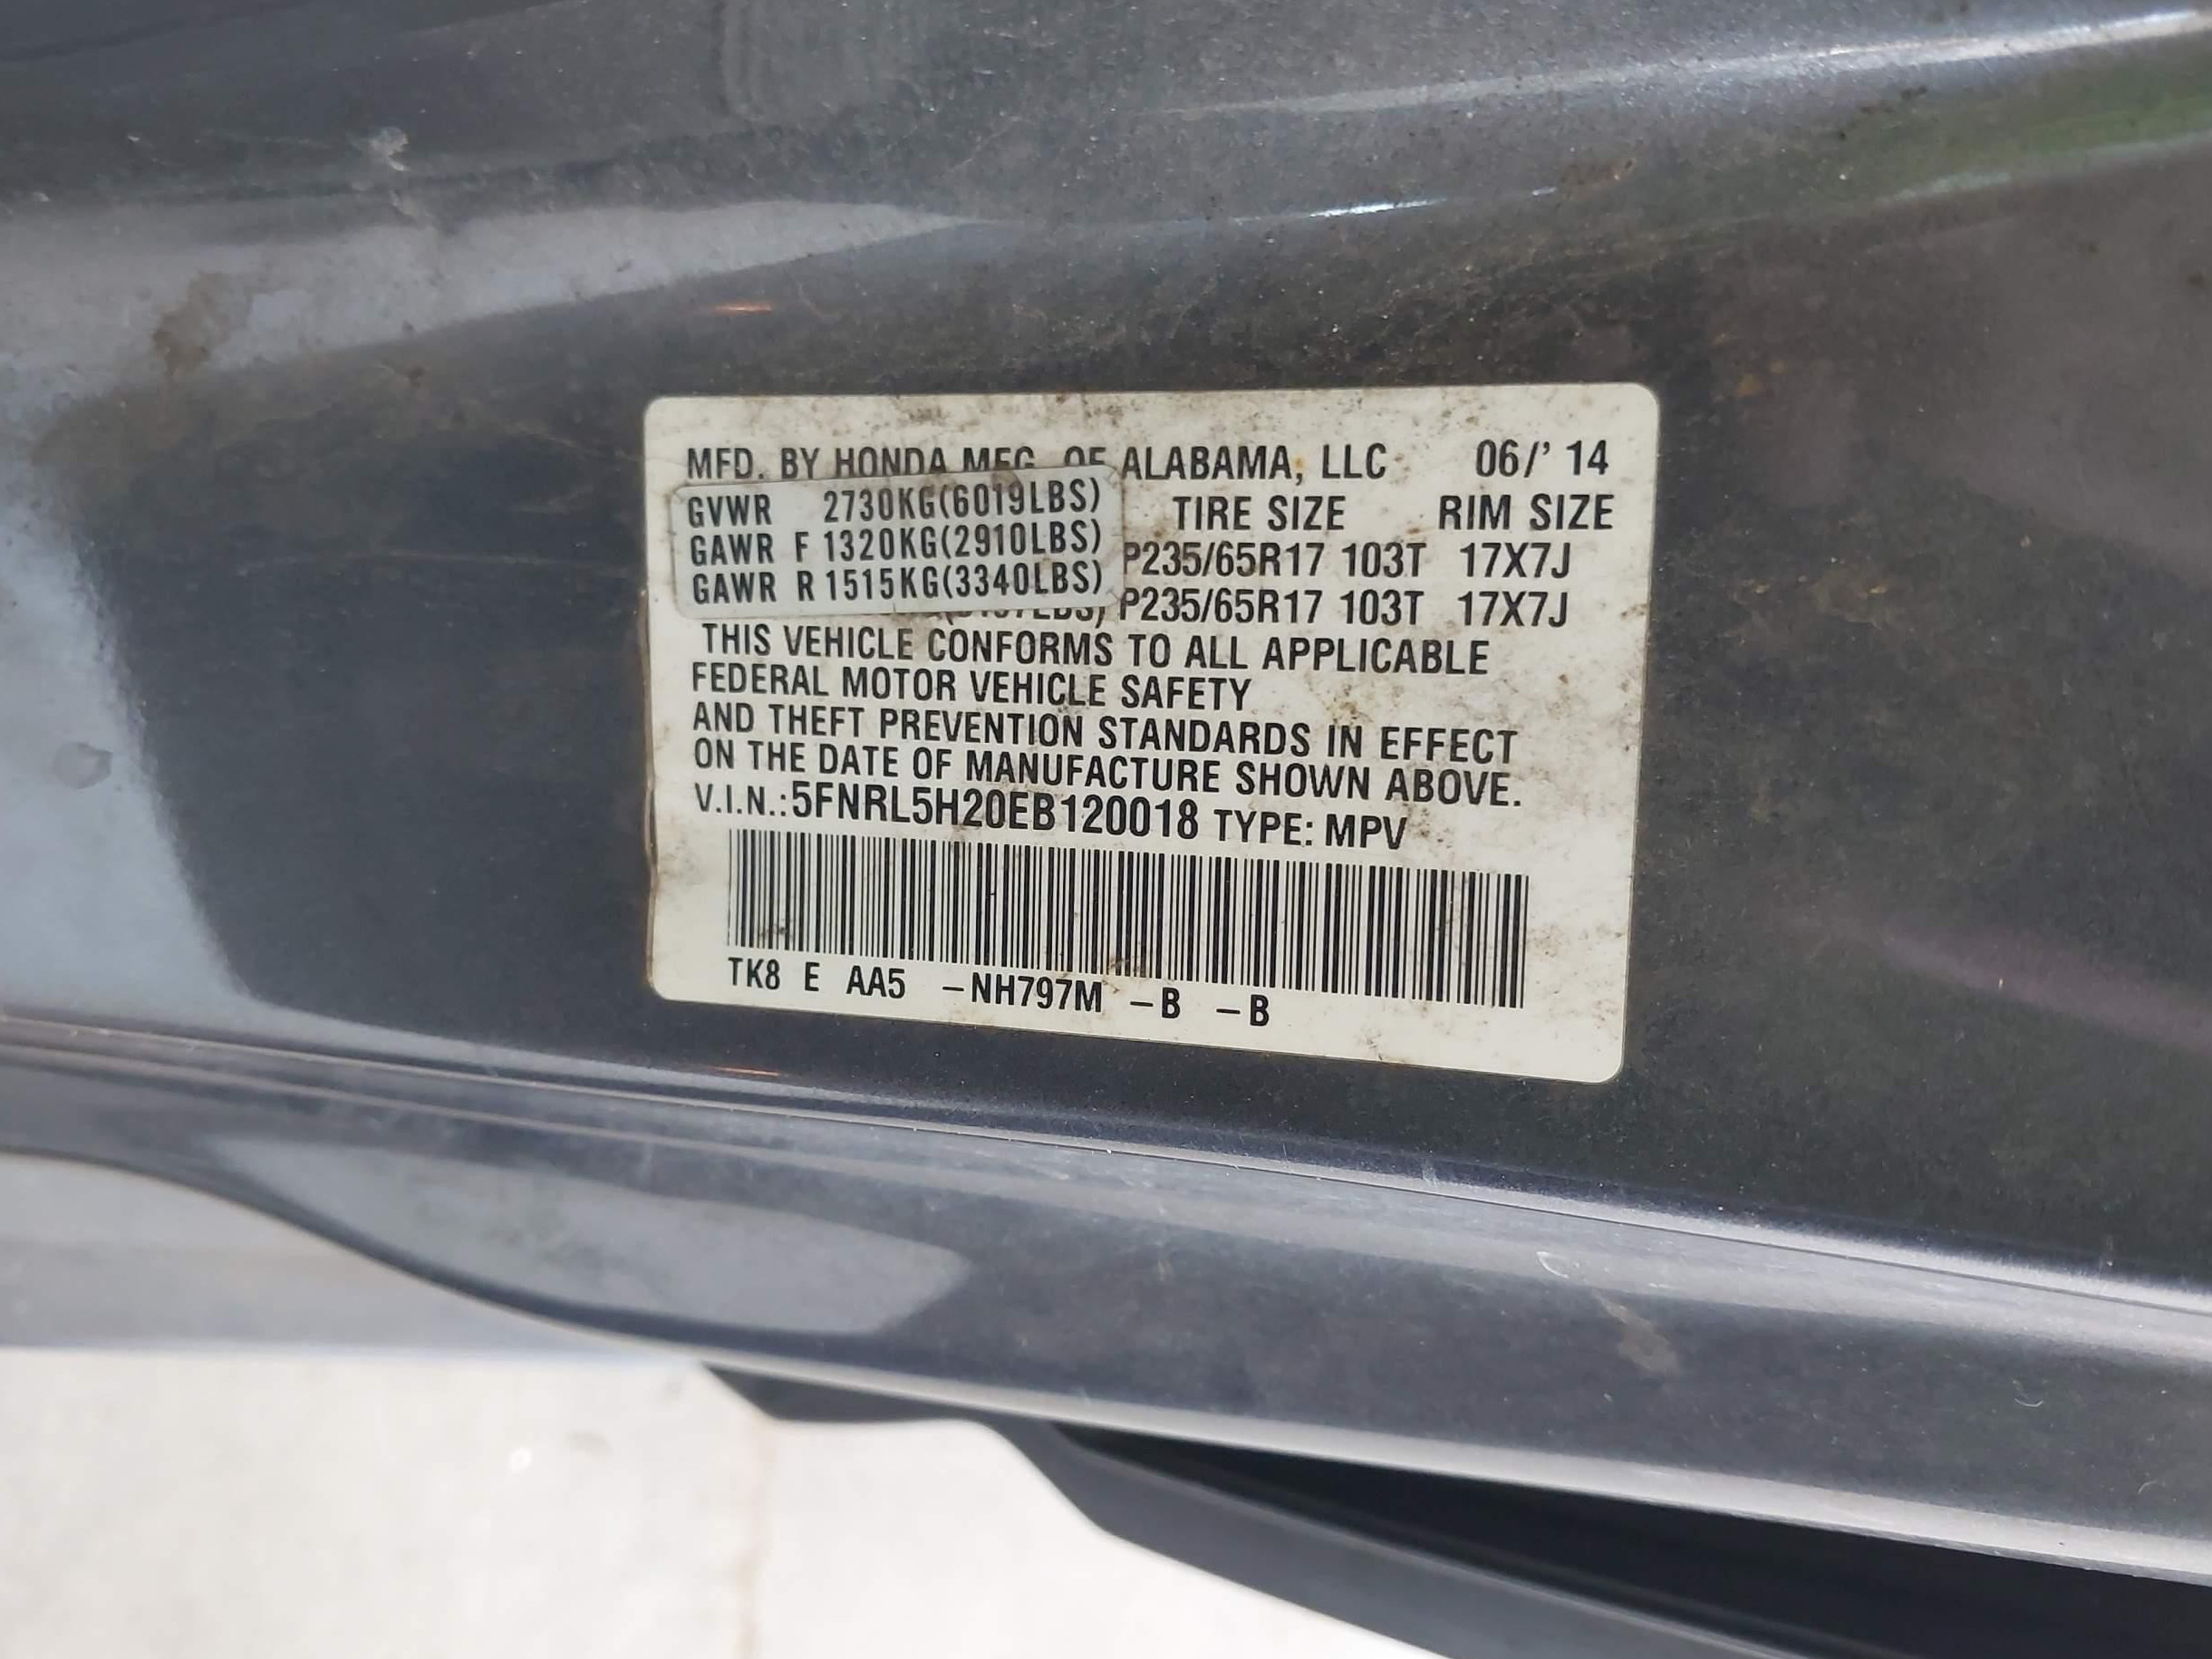 MFD. BY HONDA MFG. OF ALABAMA, LLC 06/' 14
GVWR 2730KG(6019LBS) TIRE SIZE RIM SIZE
GAWR F 1320KG(2910LBS) P235/65R17 103T 17X7J
GAWR R 1515KG(3340LBS) P235/65R17 103T 17X7J
THIS VEHICLE CONFORMS TO ALL APPLICABLE
FEDERAL MOTOR VEHICLE SAFETY
AND THEFT PREVENTION STANDARDS IN EFFECT
ON THE DATE OF MANUFACTURE SHOWN ABOVE.
V.I.N.:5FNRL5H20EB120018 TYPE: MPV
TK8 E AA5 -NH797M -B -B